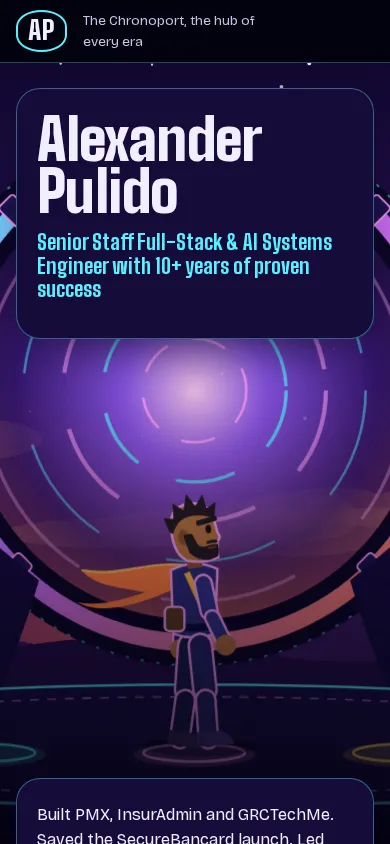 AP
The Chronoport, the hub of
every era
Alexander
Pulido
Senior Staff Full-Stack & AI Systems
Engineer with 10+ years of proven
success
Built PMX, InsurAdmin and GRCTechMe.
Saved the SecureBancard launch. Led